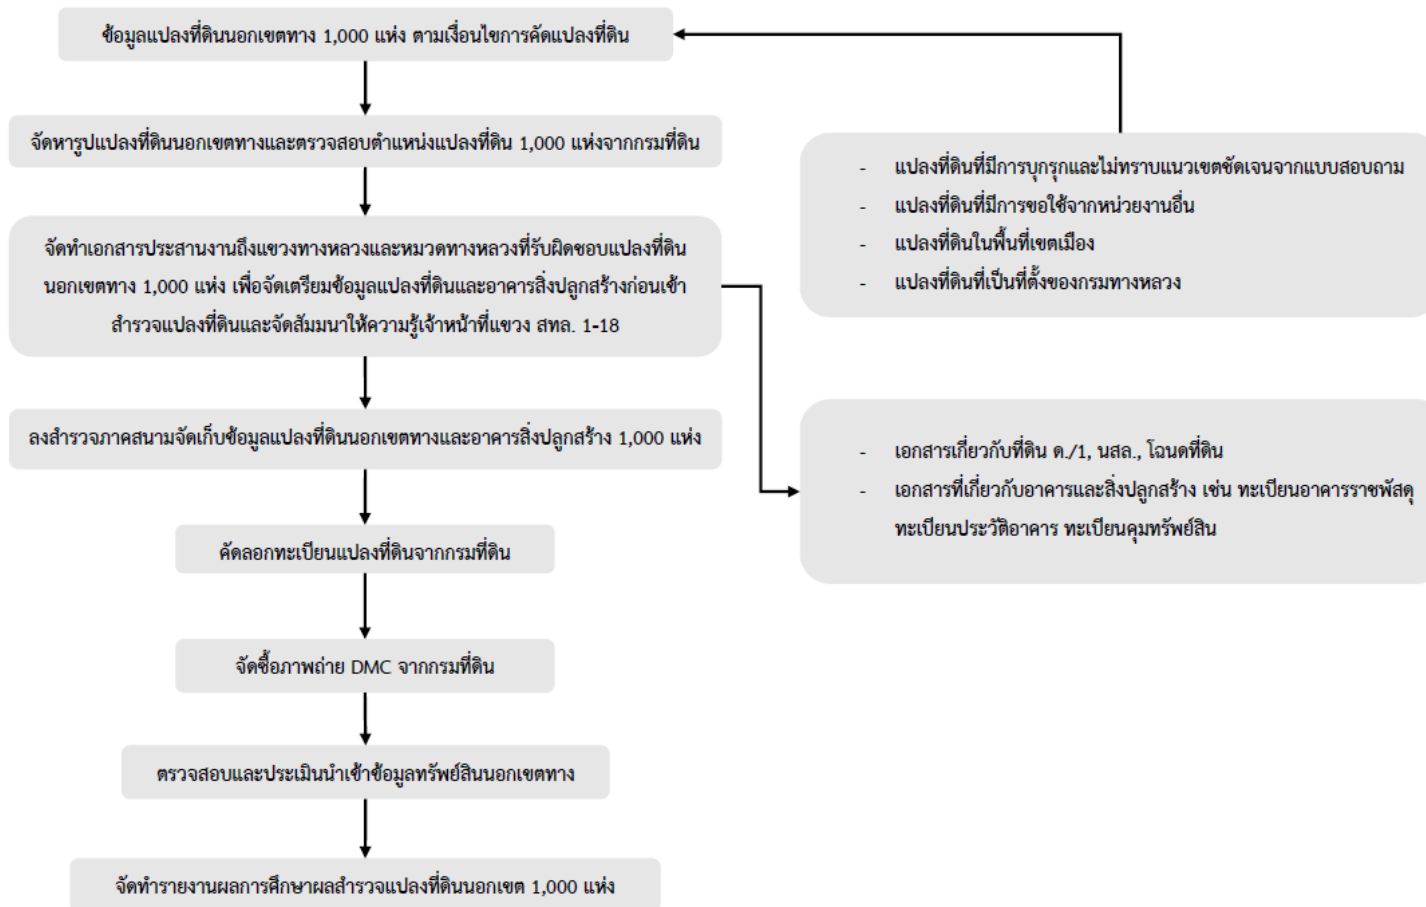 ข้อมูลแปลงที่ดินนอกเขตทาง 1,000 แห่ง ตามเงื่อนไขการคัดแปลงที่ดิน
จัดหารูปแปลงที่ดินนอกเขตทางและตรวจสอบตำแหน่งแปลงที่ดิน 1,000 แห่งจากกรมที่ดิน
จัดทำเอกสารประสานงานถึงแขวงทางหลวงและหมวดทางหลวงที่รับผิดชอบแปลงที่ดิน
นอกเขตทาง 1,000 แห่ง เพื่อจัดเตรียมข้อมูลแปลงที่ดินและอาคารสิ่งปลูกสร้างก่อนเข้า
สำรวจแปลงที่ดินและจัดสัมมนาให้ความรู้เจ้าหน้าที่แขวง สทล. 1-18
ลงสำรวจภาคสนามจัดเก็บข้อมูลแปลงที่ดินนอกเขตทางและอาคารสิ่งปลูกสร้าง 1,000 แห่ง
คัดลอกทะเบียนแปลงที่ดินจากกรมที่ดิน
จัดซื้อภาพถ่าย DMC จากกรมที่ดิน
ตรวจสอบและประเมินนำเข้าข้อมูลทรัพย์สินนอกเขตทาง
จัดทำรายงานผลการศึกษาผลสำรวจแปลงที่ดินนอกเขต 1,000 แห่ง
- แปลงที่ดินที่มีการบุกรุกและไม่ทราบแนวเขตชัดเจนจากแบบสอบถาม
- แปลงที่ดินที่มีการขอใช้จากหน่วยงานอื่น
- แปลงที่ดินในพื้นที่เขตเมือง
- แปลงที่ดินที่เป็นที่ตั้งของกรมทางหลวง
- เอกสารเกี่ยวกับที่ดิน ด./1, นสล., โฉนดที่ดิน
- เอกสารที่เกี่ยวกับอาคารและสิ่งปลูกสร้าง เช่น ทะเบียนอาคารราชพัสดุ
ทะเบียนประวัติอาคาร ทะเบียนคุมทรัพย์สิน